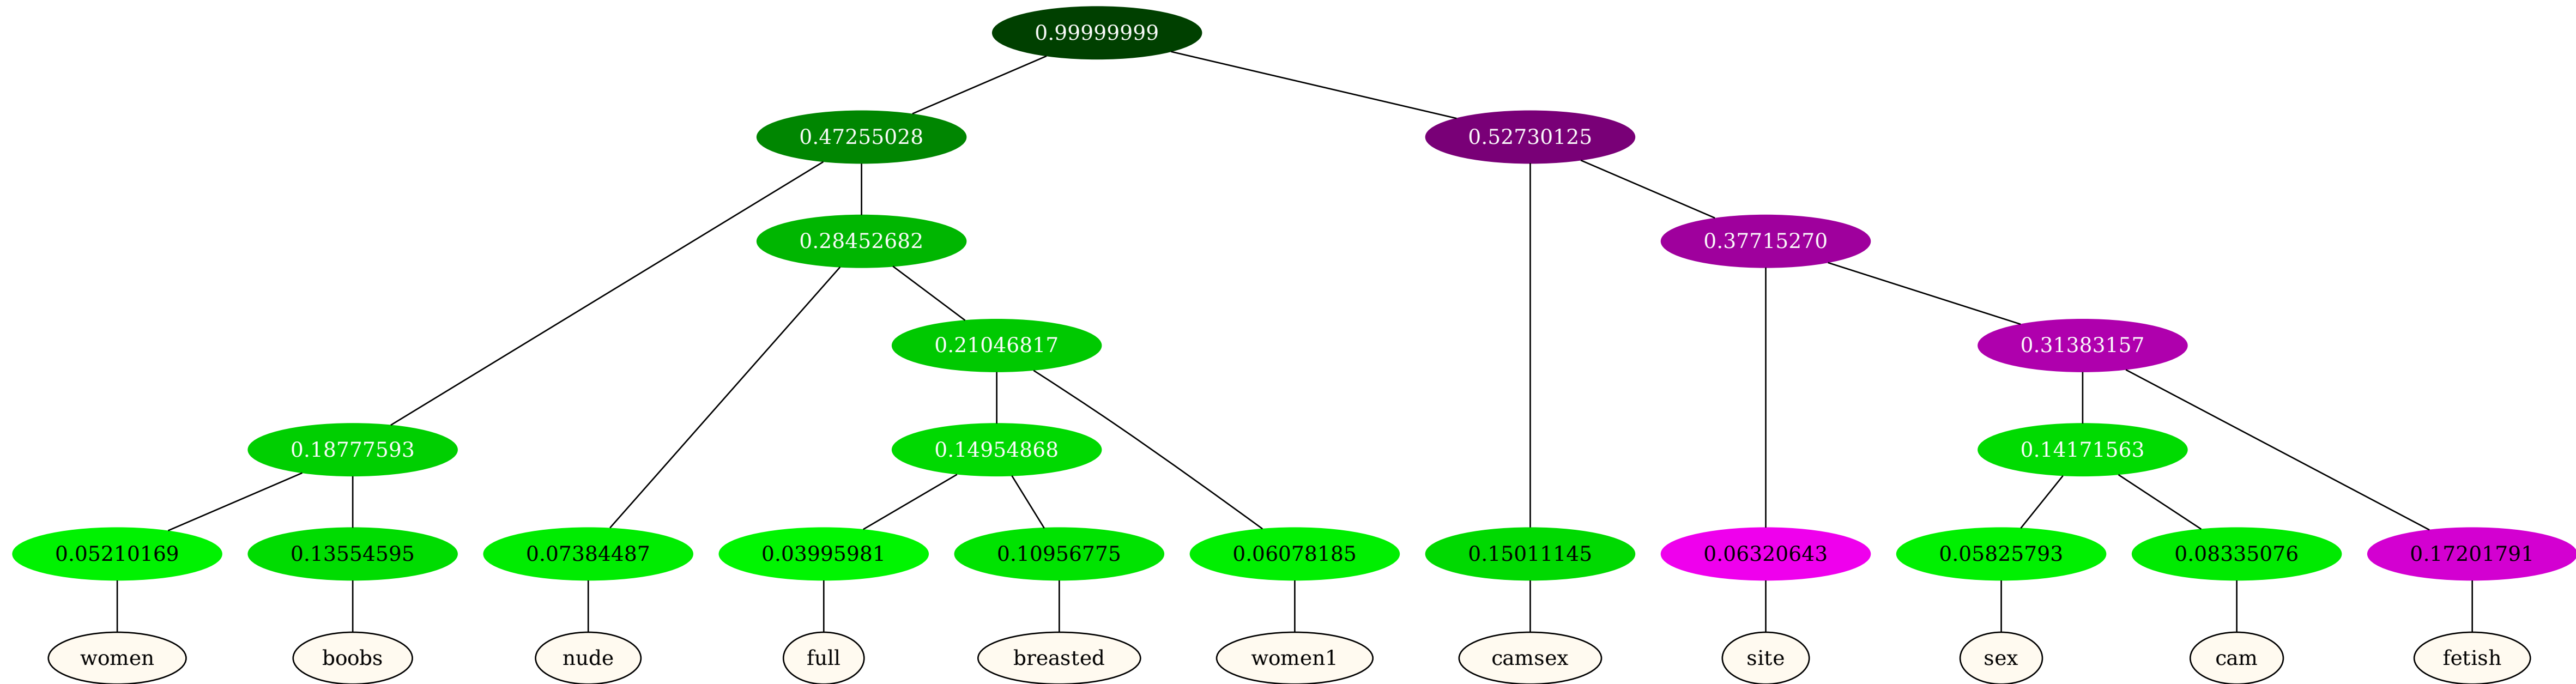 0.99999999
0.47255028 0.52730125
0.28452682 0.37715270
0.21046817 0.31383157
0.18777593 0.14954868 0.14171563
0.05210169 0.13554595 0.07384487 0.03995981 0.10956775 0.06078185 0.15011145 0.06320643 0.05825793 0.08335076 0.17201791
women boobs nude full breasted women1 camsex site sex cam fetish